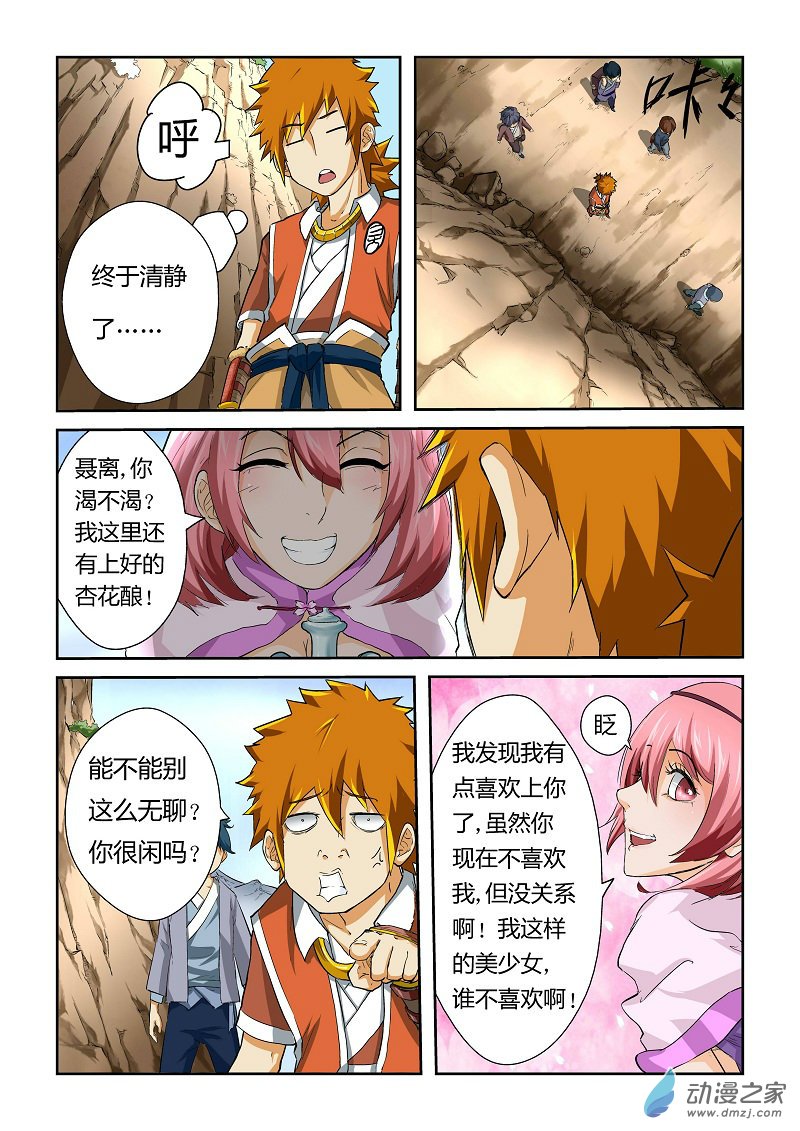 呼
终于清静
了……
咔
聂离,你
渴不渴?
我这里还
有上好的
杏花酿!
能不能别
这么无聊?
你很闲吗?
眨
我发现我有
点喜欢上你
了,虽然你
现在不喜欢
我,但没关系
啊！我这样
的美少女,
谁不喜欢啊!
动漫之家
www.dmzj.com